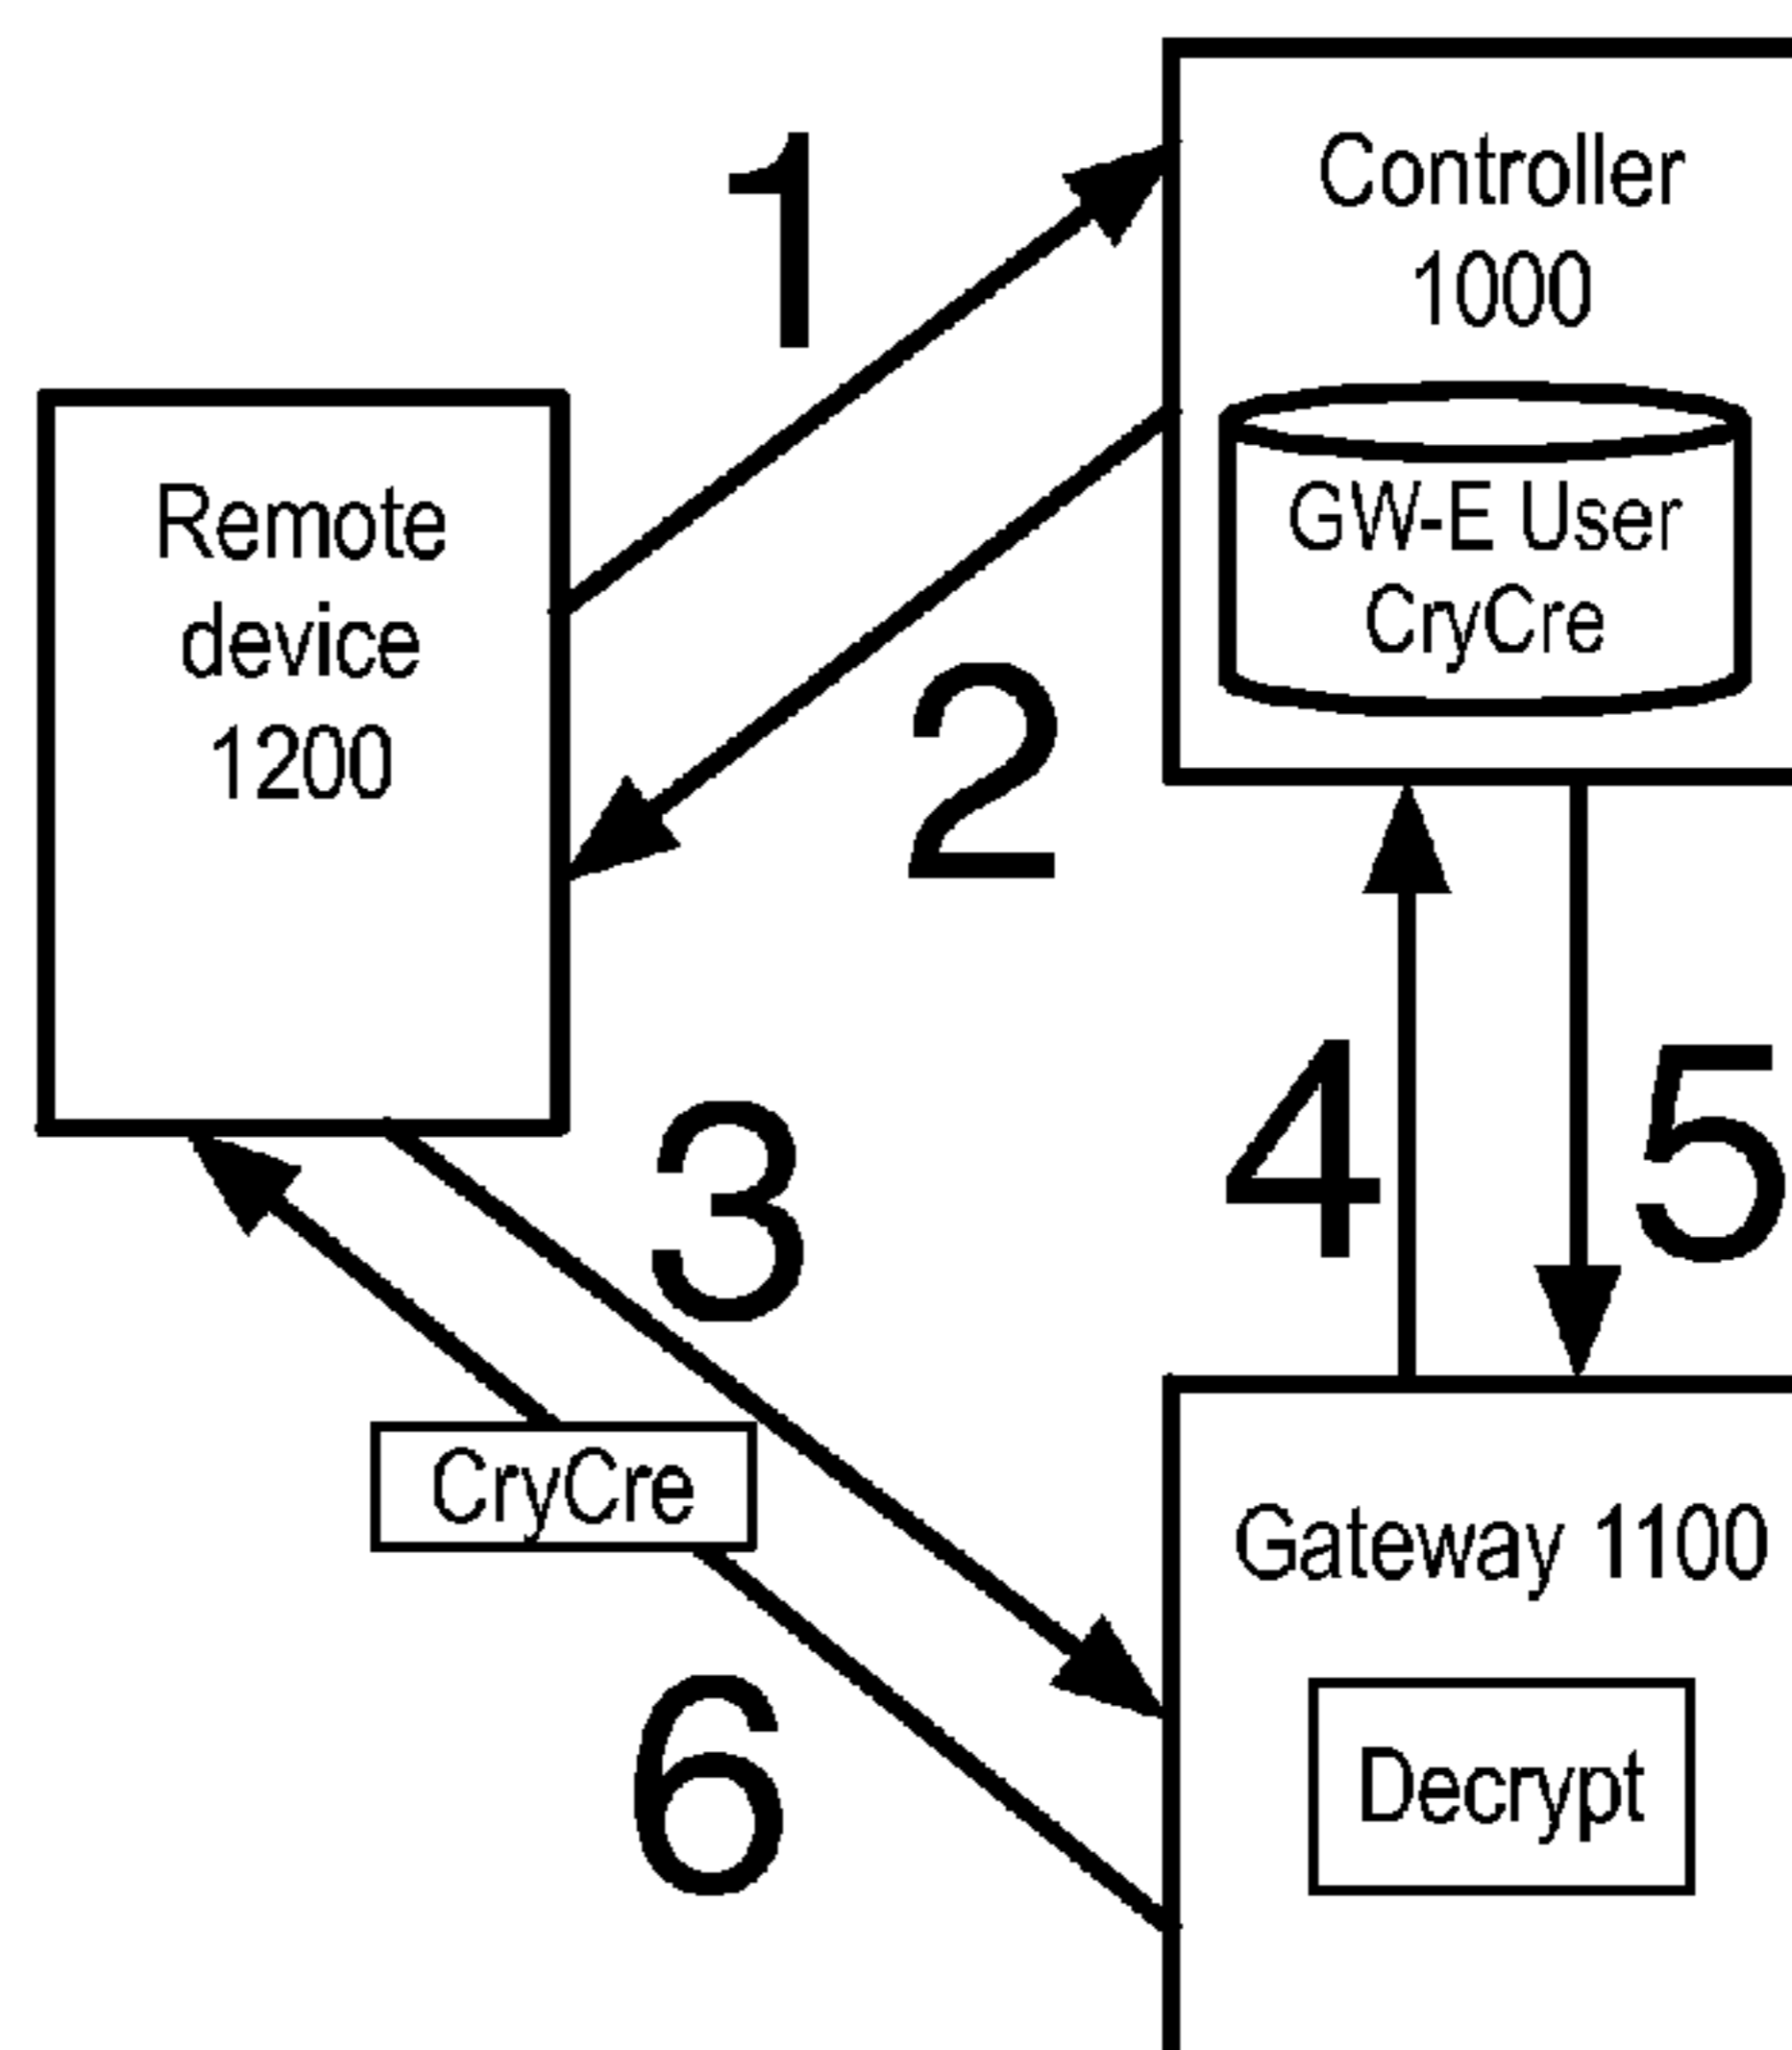 1
Controller
1000
GW-E User
CryCre
Remote
device
1200
2
3
4
5
CryCre
Gateway 1100
Decrypt
6